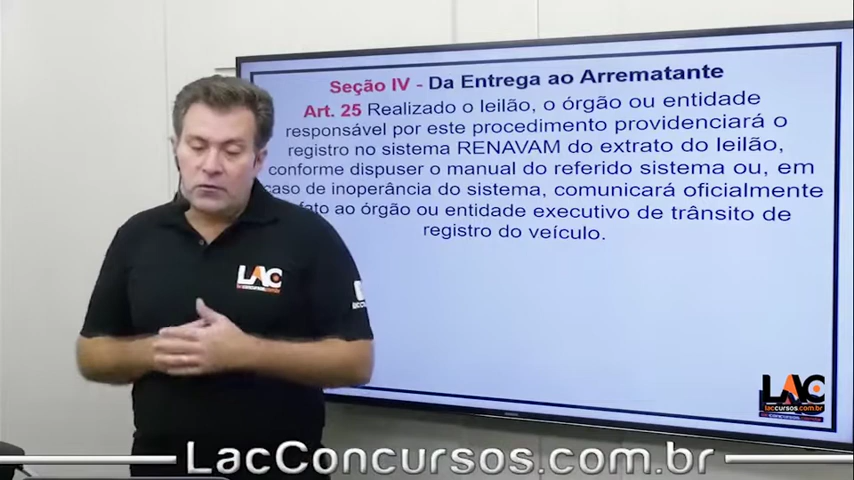 Seção IV - Da Entrega ao Arrematante
Art. 25 Realizado o leilão, o órgão ou entidade
responsável por este procedimento providenciará o
registro no sistema RENAVAM do extrato do leilão,
conforme dispuser o manual do referido sistema ou, em
caso de inoperância do sistema, comunicará oficialmente
fato ao órgão ou entidade executivo de trânsito de
registro do veículo.
LAC
LAC
laccursos.com.br
LacConcursos.com.br